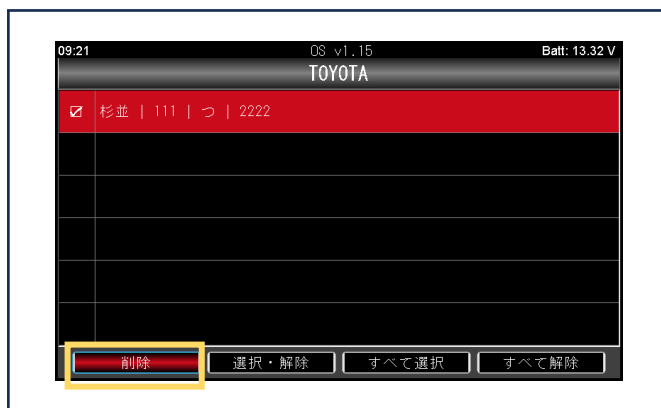 09:21 OS v1.15 Batt: 13.32 V
TOYOTA
杉並 | 111 | つ | 2222
削除 選択・解除 すべて選択 すべて解除